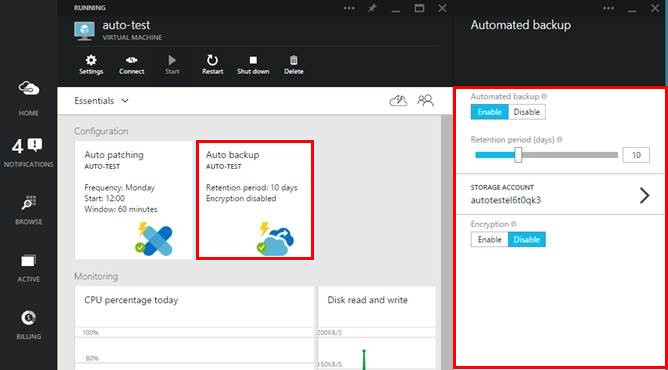 RUNNING
auto-test
VIRTUAL MACHINE
Settings
Connect
Start
Restart
Shut down
Delete
Essentials
Configuration
Auto patching
AUTO-TEST
Frequency: Monday
Start: 12:00
Window: 60 minutes
Auto backup
AUTO-TEST
Retention period: 10 days
Encryption disabled
Monitoring
CPU percentage today
100%
80%
Disk read and write
200KB/S
150KB/S
HOME
4
NOTIFICATIONS
BROWSE
ACTIVE
BILLING
Automated backup
Automated backup
Enable
Disable
Retention period (days)
10
STORAGE ACCOUNT
autotestel6t0qk3
Encryption
Enable
Disable